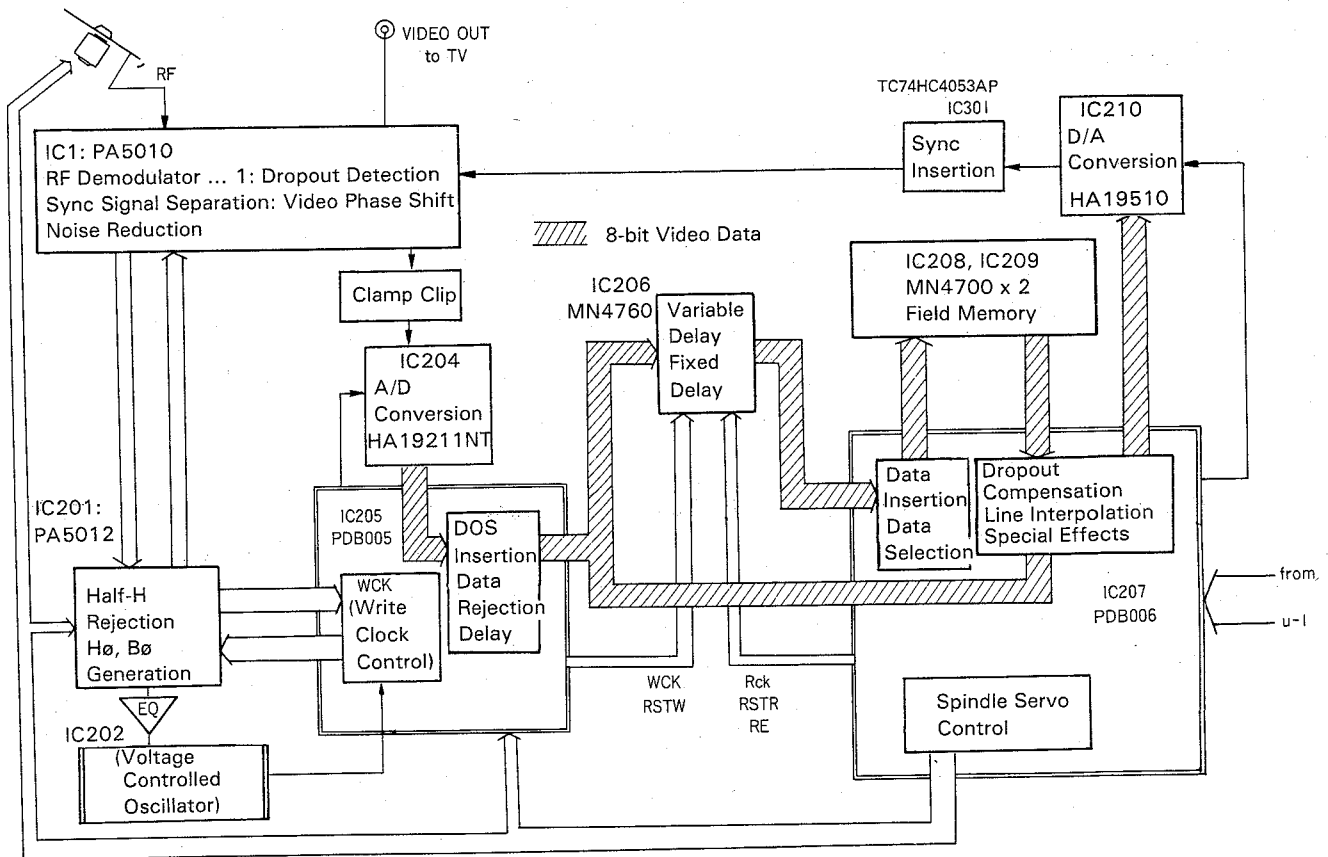 VIDEO OUT
to TV
RF
TC74HC4053AP
IC301
IC210
D/A
Conversion
HA19510
Sync
Insertion
IC1: PA5010
RF Demodulator ... 1: Dropout Detection
Sync Signal Separation: Video Phase Shift
Noise Reduction
8-bit Video Data
IC208, IC209
MN4700 x 2
Field Memory
Clamp Clip
IC206
MN4760
Variable
Delay
Fixed
Delay
IC204
A/D
Conversion
HA19211NT
IC201:
PA5012
IC205
PDB005
DOS
Insertion
Data
Rejection
Delay
Data
Insertion
Data
Selection
Dropout
Compensation
Line Interpolation
Special Effects
Half-H
Rejection
Hø, Bø
Generation
WCK
(Write
Clock
Control)
IC207
PDB006
from
u-1
WCK
RSTW
Rck
RSTR
RE
Spindle Servo
Control
EQ
IC202
(Voltage
Controlled
Oscillator)